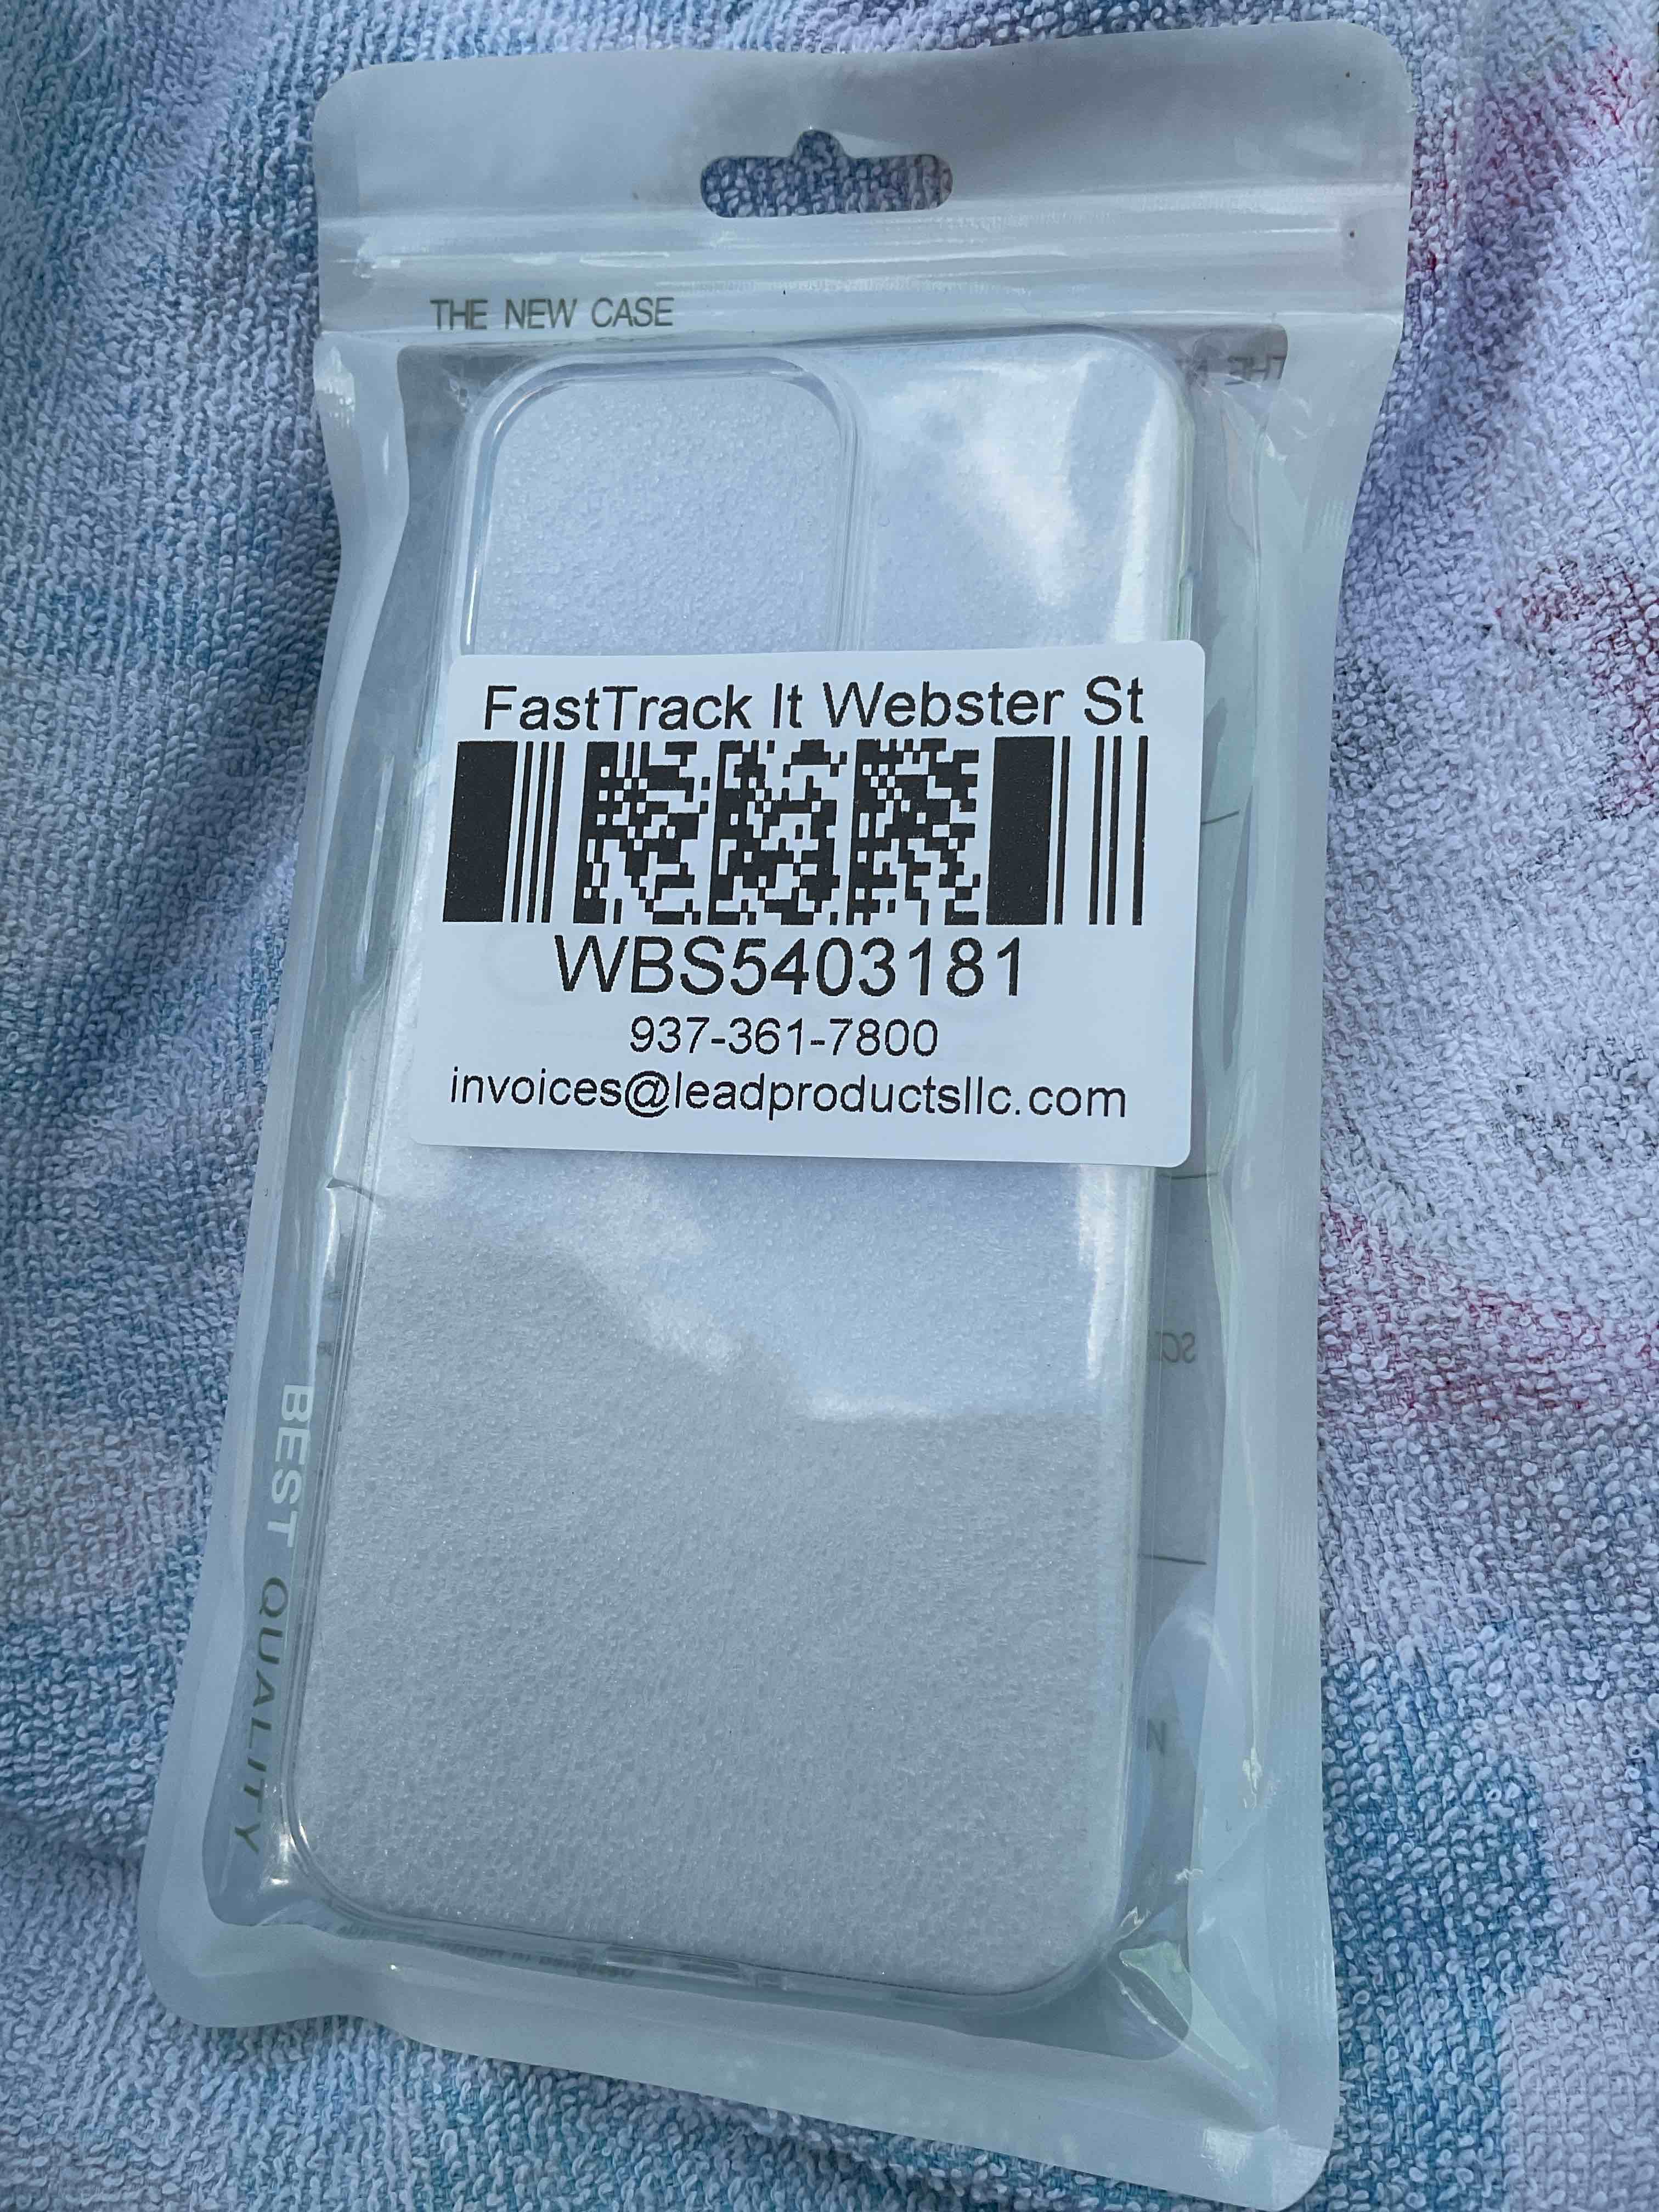 THE NEW CASE
FastTrack It Webster St
WBS5403181
937-361-7800
invoices@leadproductsllc.com
BEST QUALITY